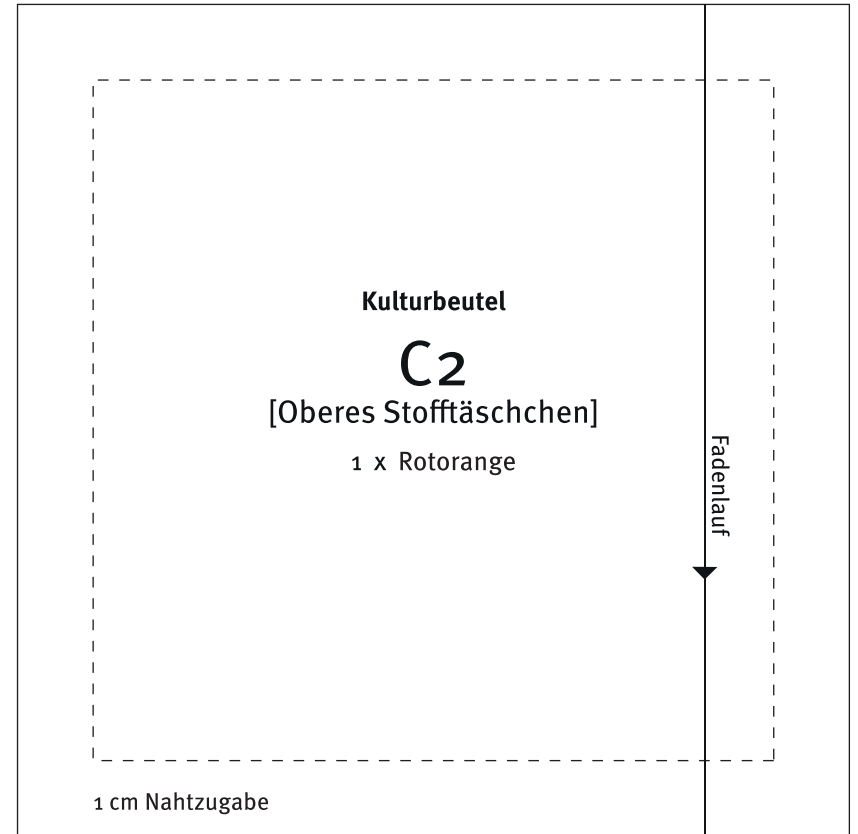 Kulturbeutel
C2
[Oberes Stofftäschchen]
1 x Rotorange
Fadenlauf
1 cm Nahtzugabe